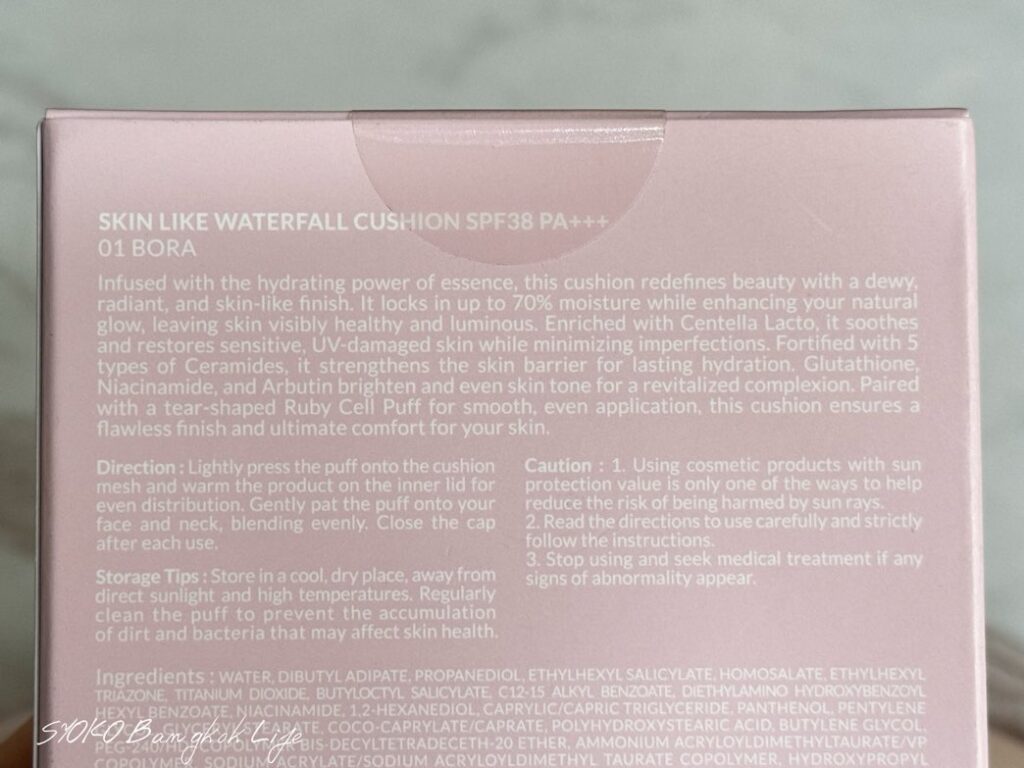 SKIN LIKE WATERFALL CUSHION SPF38 PA+++
01 BORA
Infused with the hydrating power of essence, this cushion redefines beauty with a dewy,
radiant, and skin-like finish. It locks in up to 70% moisture while enhancing your natural
glow, leaving skin visibly healthy and luminous. Enriched with Centella Lacto, it soothes
and restores sensitive, UV-damaged skin while minimizing imperfections. Fortified with 5
types of Ceramides, it strengthens the skin barrier for lasting hydration. Glutathione,
Niacinamide, and Arbutin brighten and even skin tone for a revitalized complexion. Paired
with a tear-shaped Ruby Cell Puff for smooth, even application, this cushion ensures a
flawless finish and ultimate comfort for your skin.
Direction : Lightly press the puff onto the cushion
mesh and warm the product on the inner lid for
even distribution. Gently pat the puff onto your
face and neck, blending evenly. Close the cap
after each use.
Storage Tips : Store in a cool, dry place, away from
direct sunlight and high temperatures. Regularly
clean the puff to prevent the accumulation
of dirt and bacteria that may affect skin health.
Caution : 1. Using cosmetic products with sun
protection value is only one of the ways to help
reduce the risk of being harmed by sun rays.
2. Read the directions to use carefully and strictly
follow the instructions.
3. Stop using and seek medical treatment if any
signs of abnormality appear.
Ingredients : WATER, DIBUTYL ADIPATE, PROPANEDIOL, ETHYLHEXYL SALICYLATE, HOMOSALATE, ETHYLHEXYL
TRIAZONE, TITANIUM DIOXIDE, BUTYLOCTYL SALICYLATE, C12-15 ALKYL BENZOATE, DIETHYLAMINO HYDROXYBENZOYL
HEXYL BENZOATE, NIACINAMIDE, 1,2-HEXANEDIOL, CAPRYLIC/CAPRIC TRIGLYCERIDE, PANTHENOL, PENTYLENE
COCO-CAPRYLATE/CAPRATE, POLYHYDROXYSTEARIC ACID, BUTYLENE GLYCOL,
BIS-DECYLTETRADECETH-20 ETHER, AMMONIUM ACRYLOYLDIMETHYLTAURATE/VP
COPOLYMER, SODIUM ACRYLATE/SODIUM ACRYLOYLDIMETHYL TAURATE COPOLYMER, HYDROXYPROPYL
SYOKO Bangkok Life